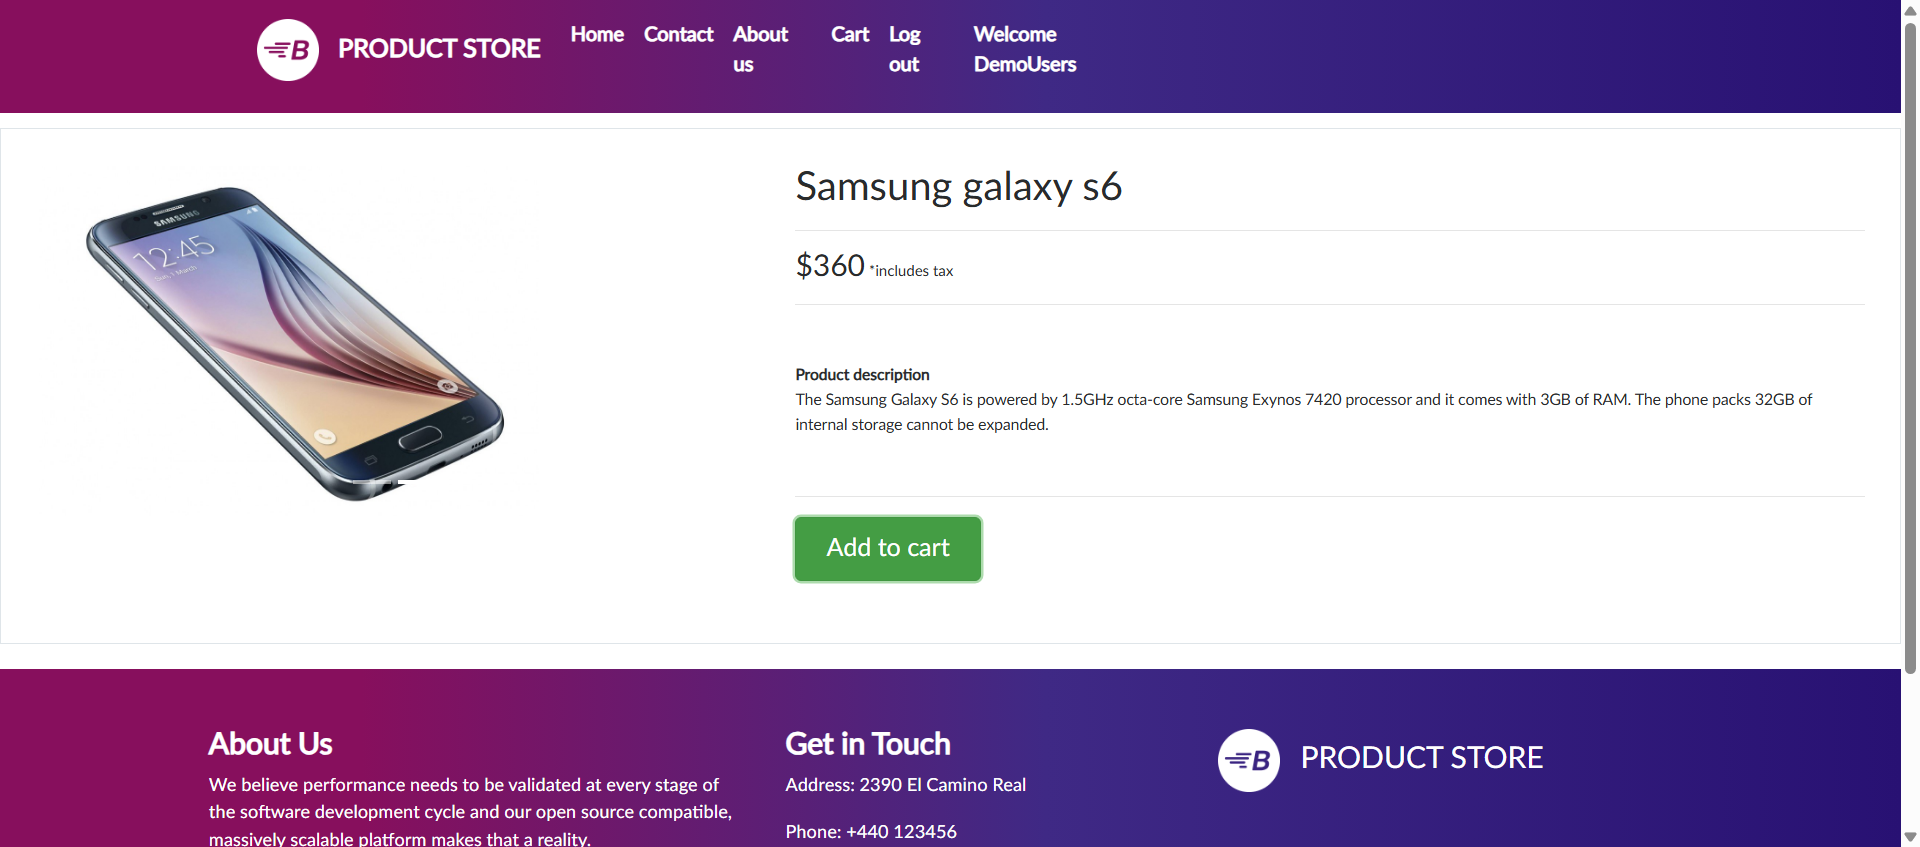 B PRODUCT STORE
Home Contact About us Cart Log out Welcome DemoUsers
SAMSUNG
12:45
Sun, 1 March
Samsung galaxy s6
$360 *includes tax
Product description
The Samsung Galaxy S6 is powered by 1.5GHz octa-core Samsung Exynos 7420 processor and it comes with 3GB of RAM. The phone packs 32GB of
internal storage cannot be expanded.
Add to cart
About Us
We believe performance needs to be validated at every stage of
the software development cycle and our open source compatible,
massively scalable platform makes that a reality.
Get in Touch
Address: 2390 El Camino Real
Phone: +440 123456
B PRODUCT STORE